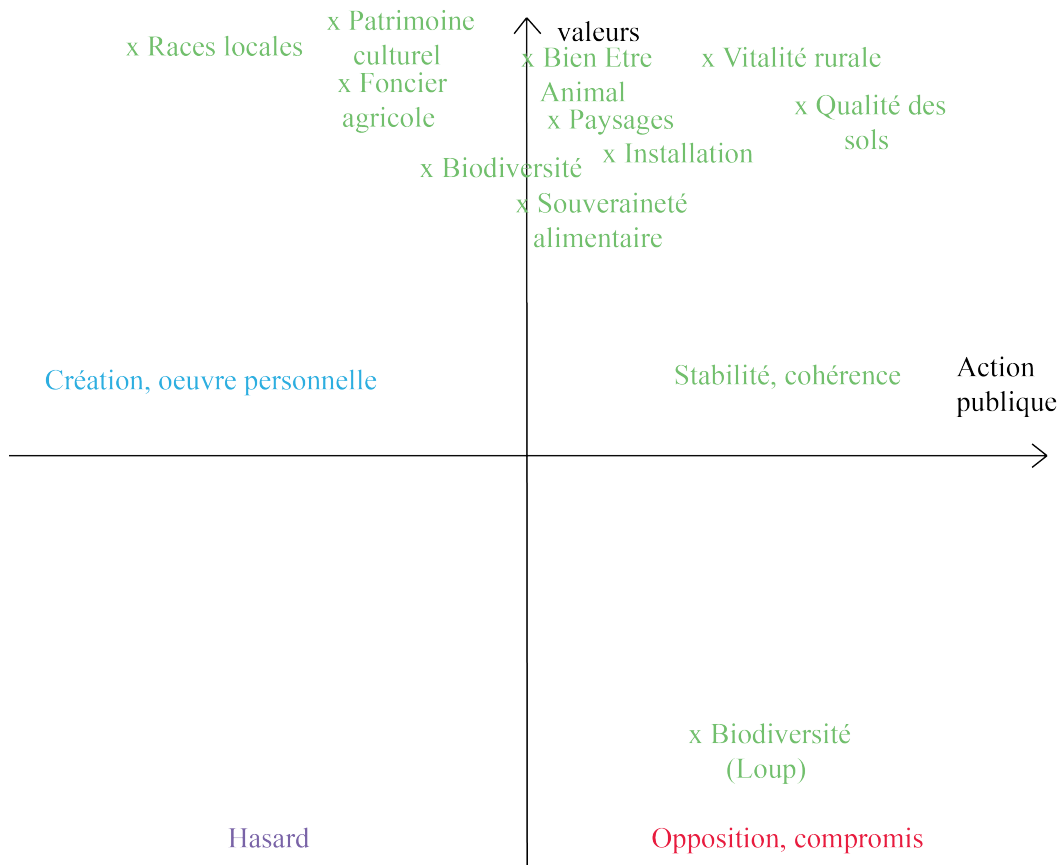 x Patrimoine
culturel
valeurs
x Races locales
x Bien Etre
Animal
x Vitalité rurale
x Foncier
agricole
x Qualité des
sols
x Paysages
x Installation
x Biodiversité
x Souveraineté
alimentaire
Création, oeuvre personnelle
Stabilité, cohérence
Action
publique
x Biodiversité
(Loup)
Hasard
Opposition, compromis